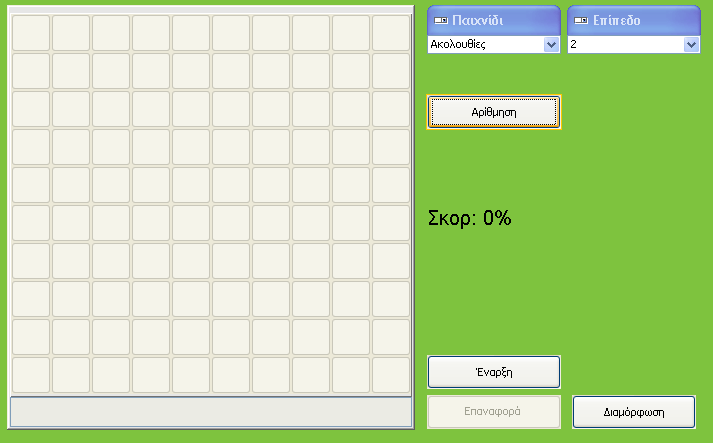 Παιχνίδι
Επίπεδο
Ακολουθίες
2
Αρίθμηση
Σκορ: 0%
Έναρξη
Επαναφορά
Διαμόρφωση